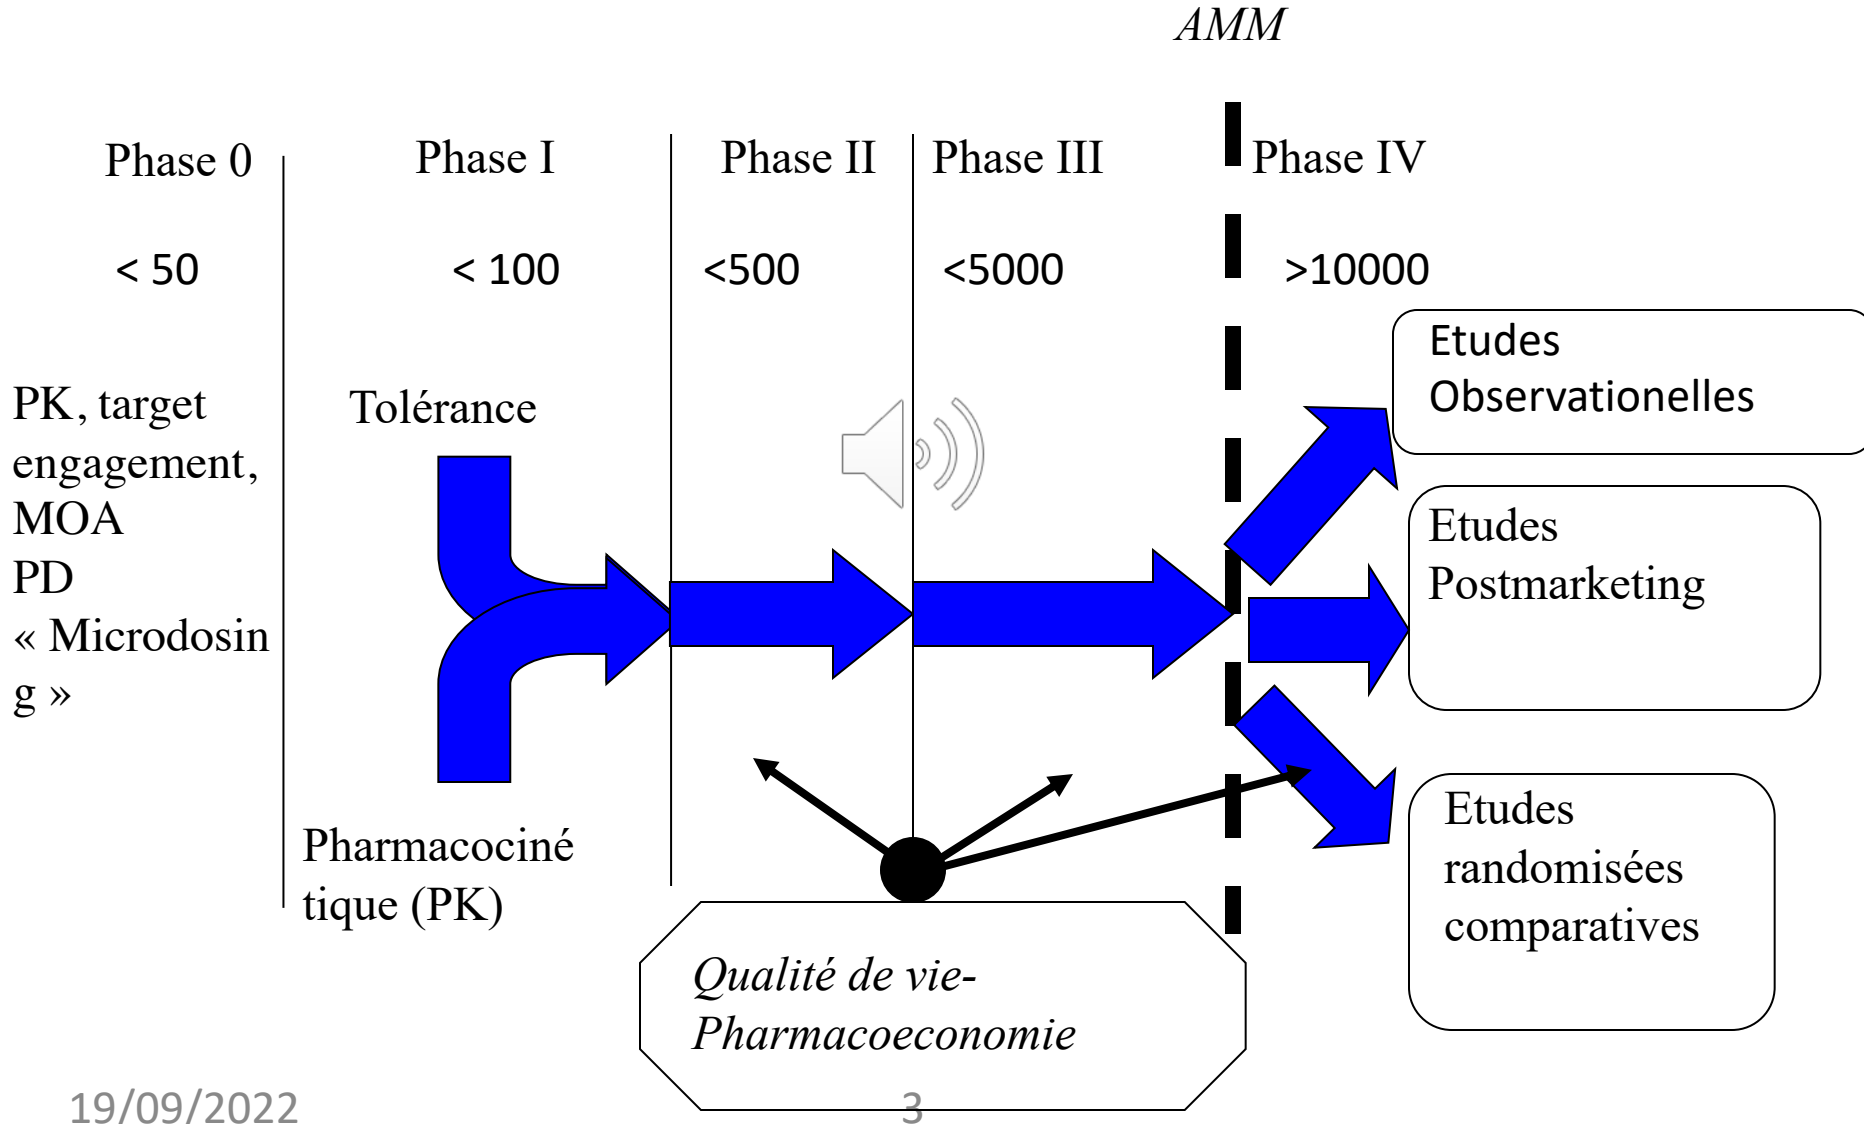 AMM
Phase 0
Phase I
Phase II
Phase III
Phase IV
< 50
< 100
<500
<5000
>10000
PK, target
engagement,
MOA
PD
« Microdosin
g »
Tolérance
Pharmacociné
tique (PK)
Etudes
Observationelles
Etudes
Postmarketing
Etudes
randomisées
comparatives
Qualité de vie-
Pharmacoeconomie
19/09/2022
3